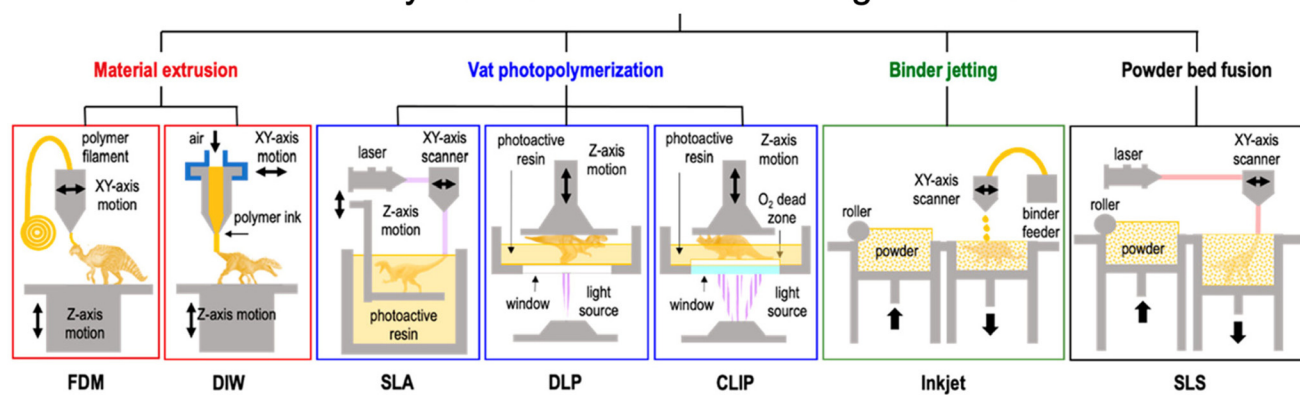 Material extrusion
Vat photopolymerization
Binder jetting
Powder bed fusion
polymer
filament
XY-axis
motion
Z-axis
motion
FDM
air
XY-axis
motion
polymer ink
Z-axis motion
DIW
laser
XY-axis
scanner
Z-axis
motion
photoactive
resin
SLA
photoactive
resin
Z-axis
motion
window
light
source
DLP
photoactive
resin
Z-axis
motion
O₂ dead
zone
window
light
source
CLIP
XY-axis
scanner
roller
powder
binder
feeder
Inkjet
laser
XY-axis
scanner
roller
powder
SLS